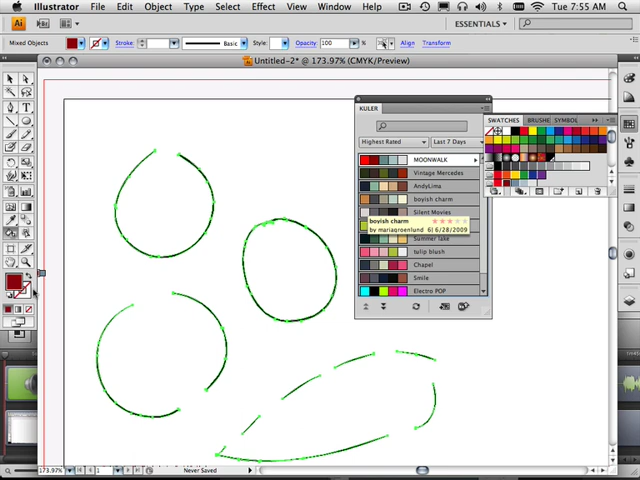 Illustrator File Edit Object Type Select Effect View Window Help Tue 7:55 AM
Ai ESSENTIALS
Mixed Objects Stroke: Basic Style: Opacity: 100 % Align Transform
Untitled-2* @ 173.97% (CMYK/Preview)
KULER
SWATCHES BRUSHE SYMBOL
Highest Rated Last 7 Days
MOONWALK
Vintage Mercedes
AndyLima
boyish charm
Silent Movies
boyish charm
by mariagroenlund 6/28/2009
Summer lake
tulip blush
Chapel
Smile
Electro POP
173.97% 1 Never Saved